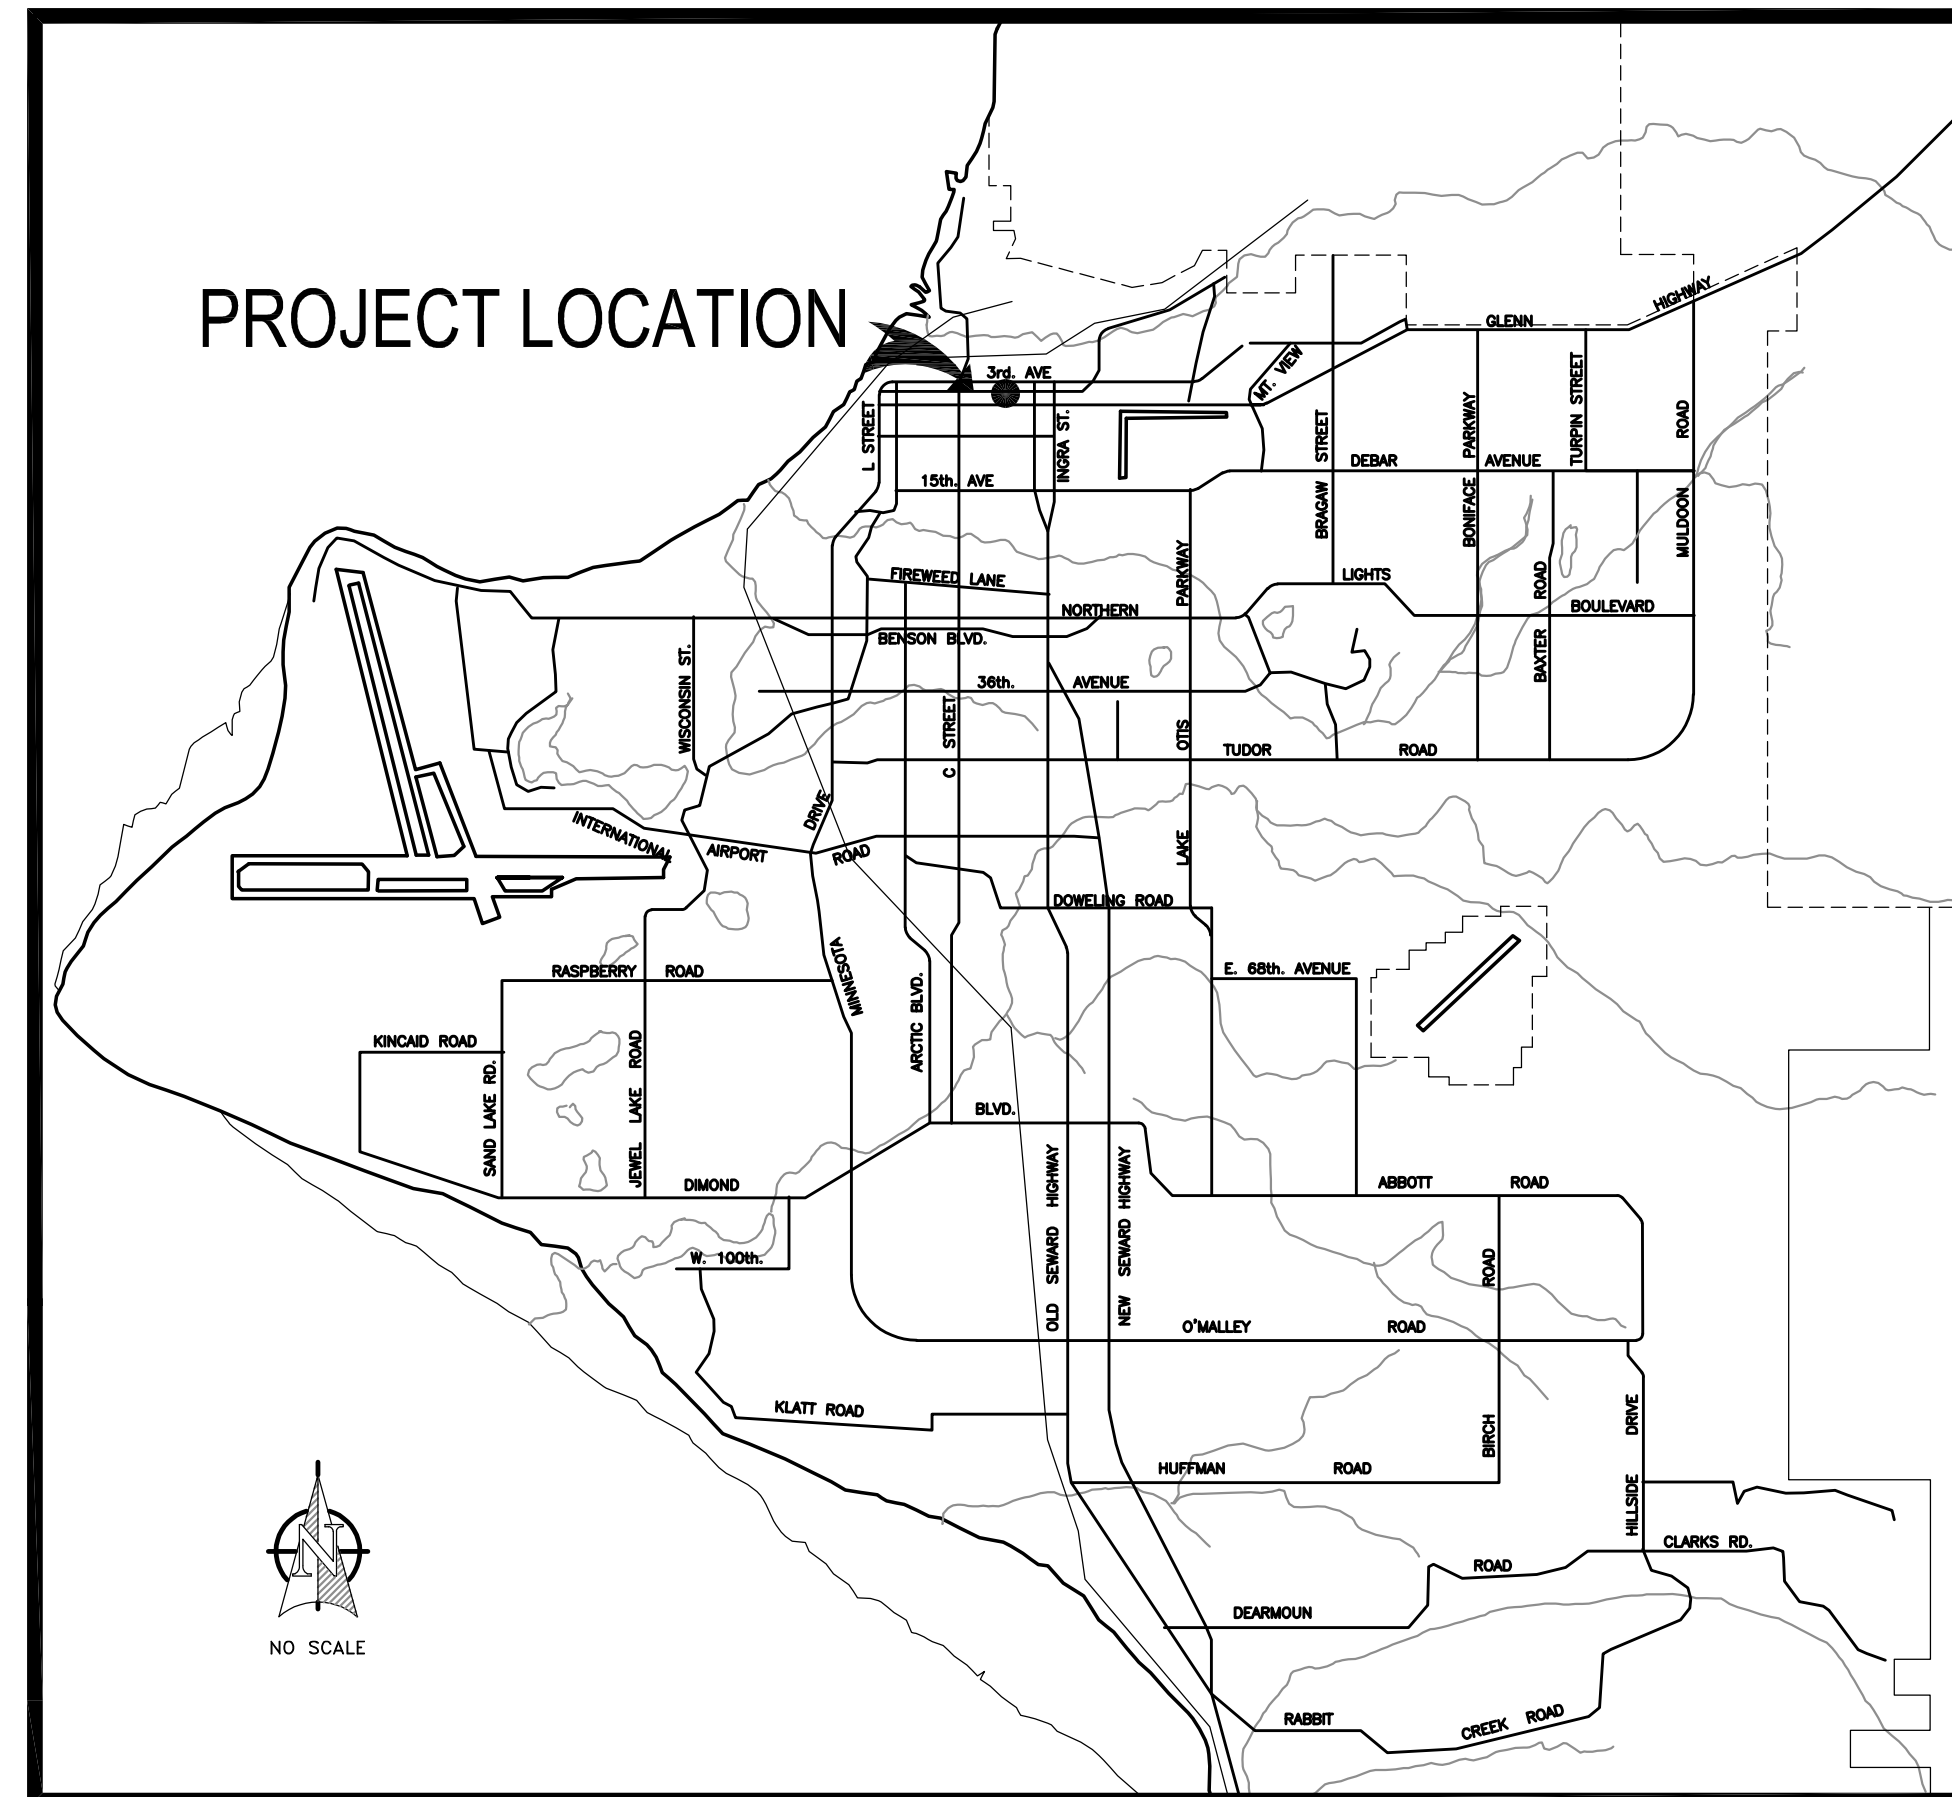 PROJECT LOCATION
GLENN
HIGHWAY
3rd. AVE
MT. VIEW
L STREET
INGRA ST.
STREET
BRAGAW
PARKWAY
BONIFACE
TURPIN STREET
ROAD
MULDOON
DEBAR
AVENUE
15th. AVE
FIREWEED LANE
PARKWAY
OTIS
LAKE
LIGHTS
NORTHERN
BOULEVARD
BENSON BLVD.
ROAD
BAXTER
WISCONSIN ST.
36th.
AVENUE
STREET
C
TUDOR
ROAD
DRIVE
MINNESOTA
INTERNATIONAL
AIRPORT
ROAD
DOWELING ROAD
RASPBERRY
ROAD
E. 68th. AVENUE
ARCTIC BLVD.
KINCAID ROAD
SAND LAKE RD.
JEWEL LAKE ROAD
BLVD.
DIMOND
ABBOTT
ROAD
OLD SEWARD HIGHWAY
NEW SEWARD HIGHWAY
W. 100th.
ROAD
BIRCH
O'MALLEY
ROAD
KLATT ROAD
DRIVE
HILLSIDE
HUFFMAN
ROAD
CLARKS RD.
ROAD
DEARMOUN
N
NO SCALE
RABBIT
CREEK ROAD